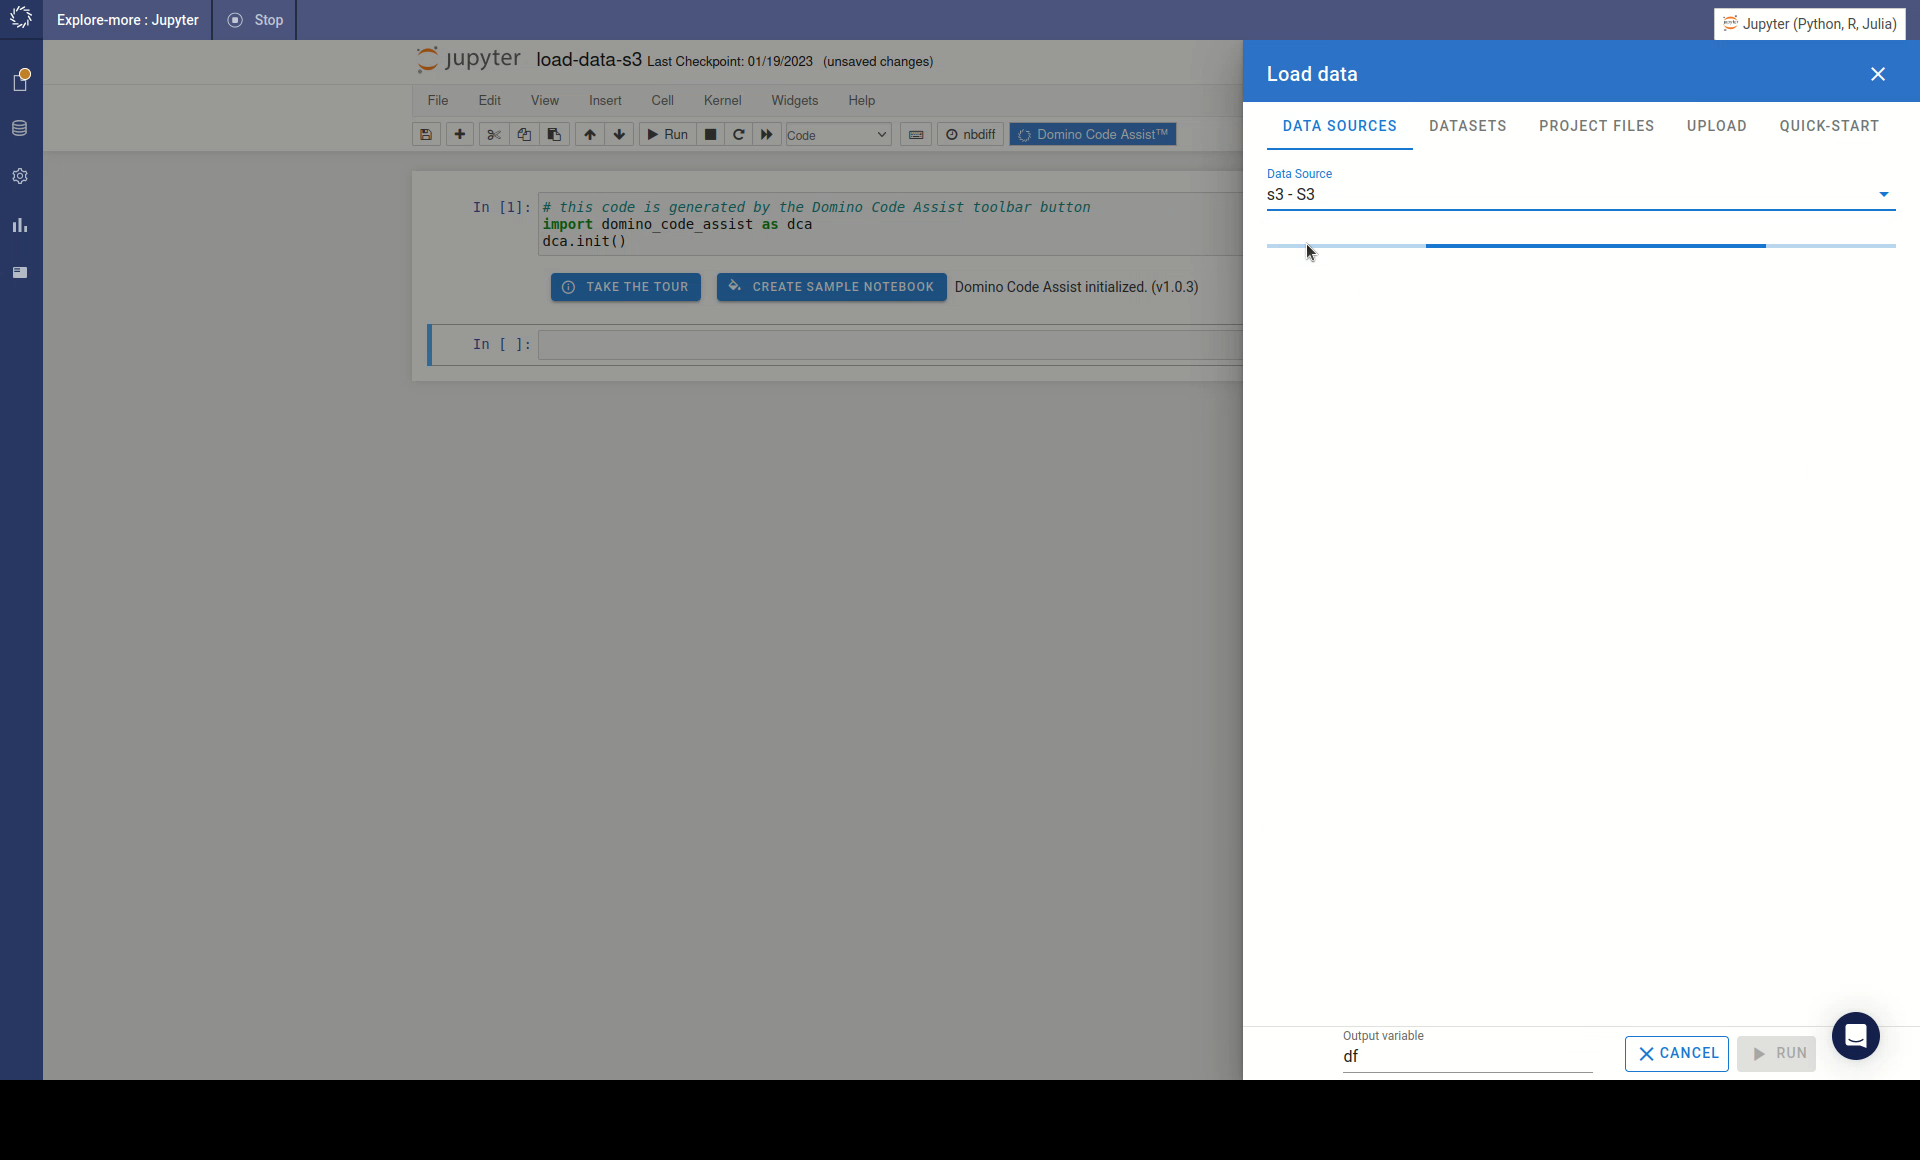 Explore-more : Jupyter
Stop
Jupyter (Python, R, Julia)
jupyter load-data-s3 Last Checkpoint: 01/19/2023 (unsaved changes)
File Edit View Insert Cell Kernel Widgets Help
Run Code nbdiff Domino Code Assist™
In [1]: # this code is generated by the Domino Code Assist toolbar button
import domino_code_assist as dca
dca.init()
TAKE THE TOUR CREATE SAMPLE NOTEBOOK Domino Code Assist initialized. (v1.0.3)
In [ ]:
Load data
DATA SOURCES DATASETS PROJECT FILES UPLOAD QUICK-START
Data Source
s3 - S3
Output variable
df
CANCEL RUN